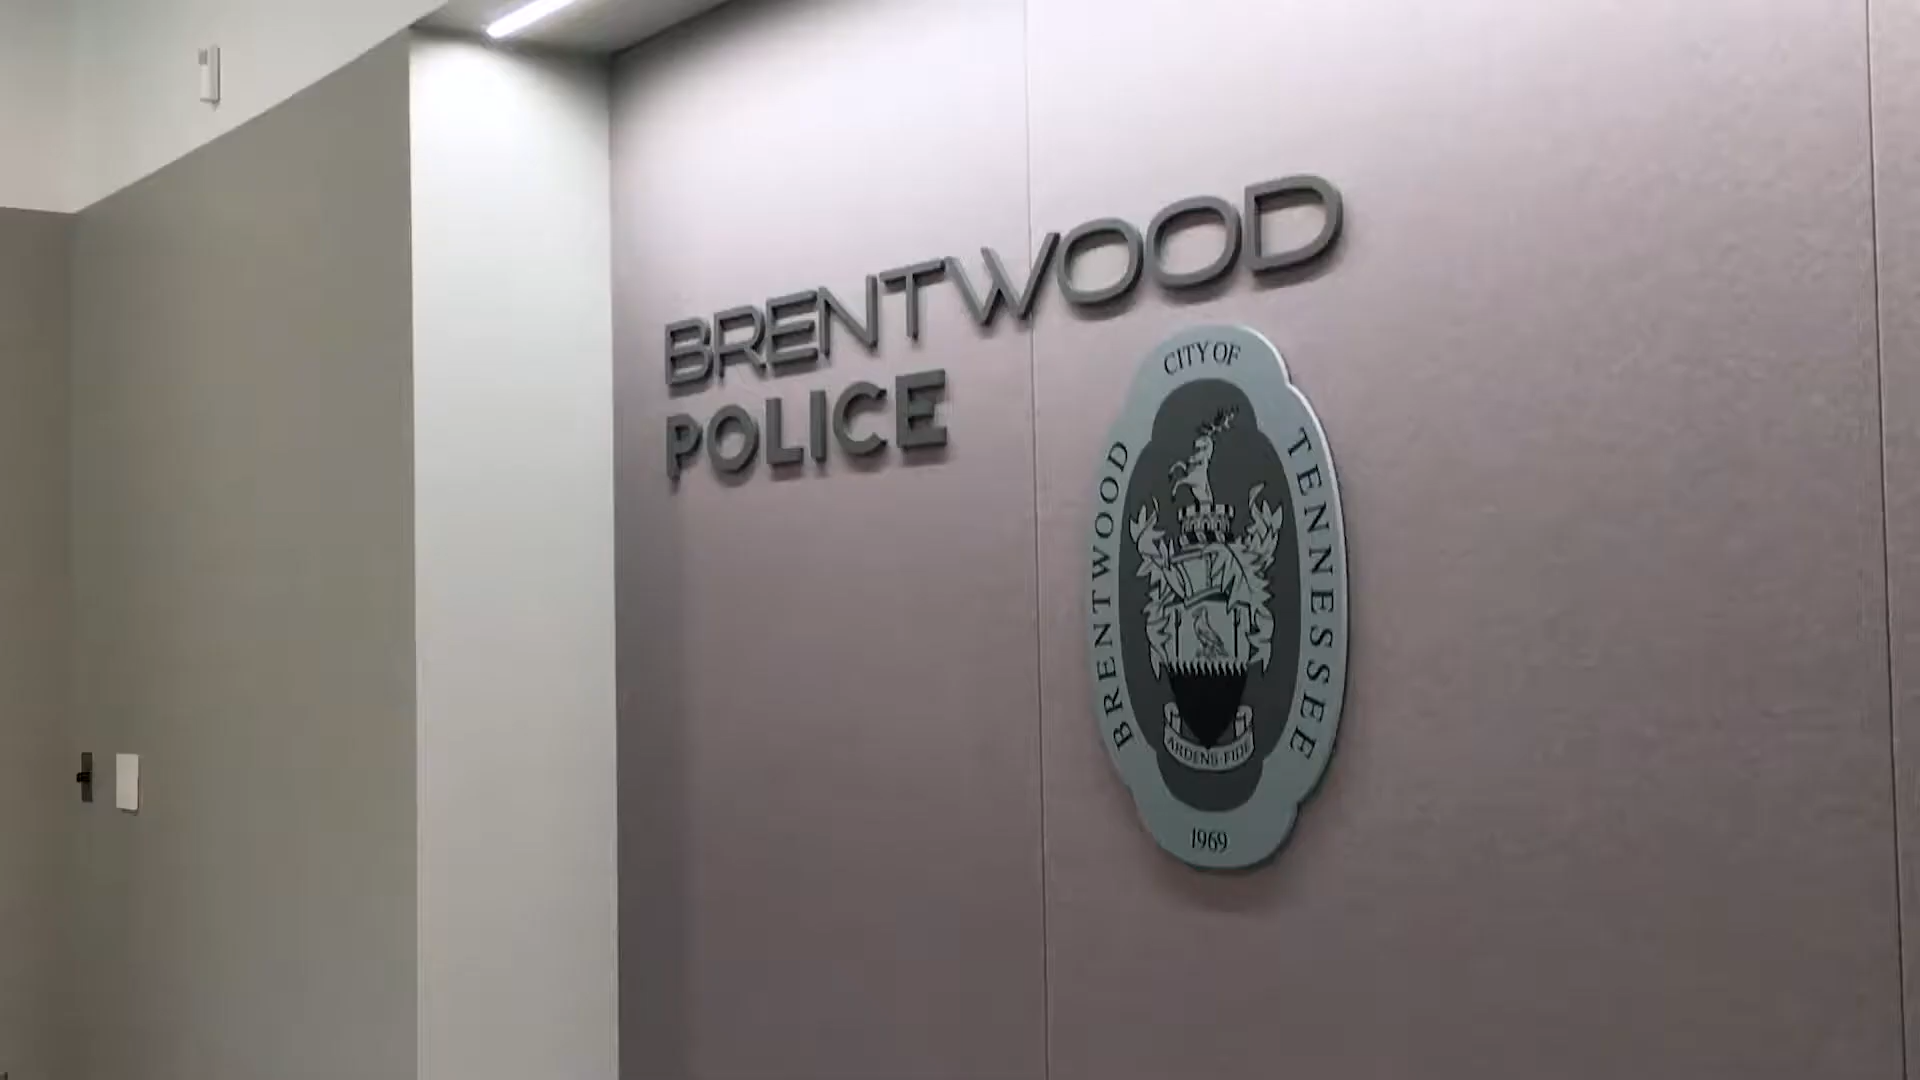 BRENTWOOD
POLICE
CITY OF
BRENTWOOD
TENNESSEE
ARDENS FIDE
1969